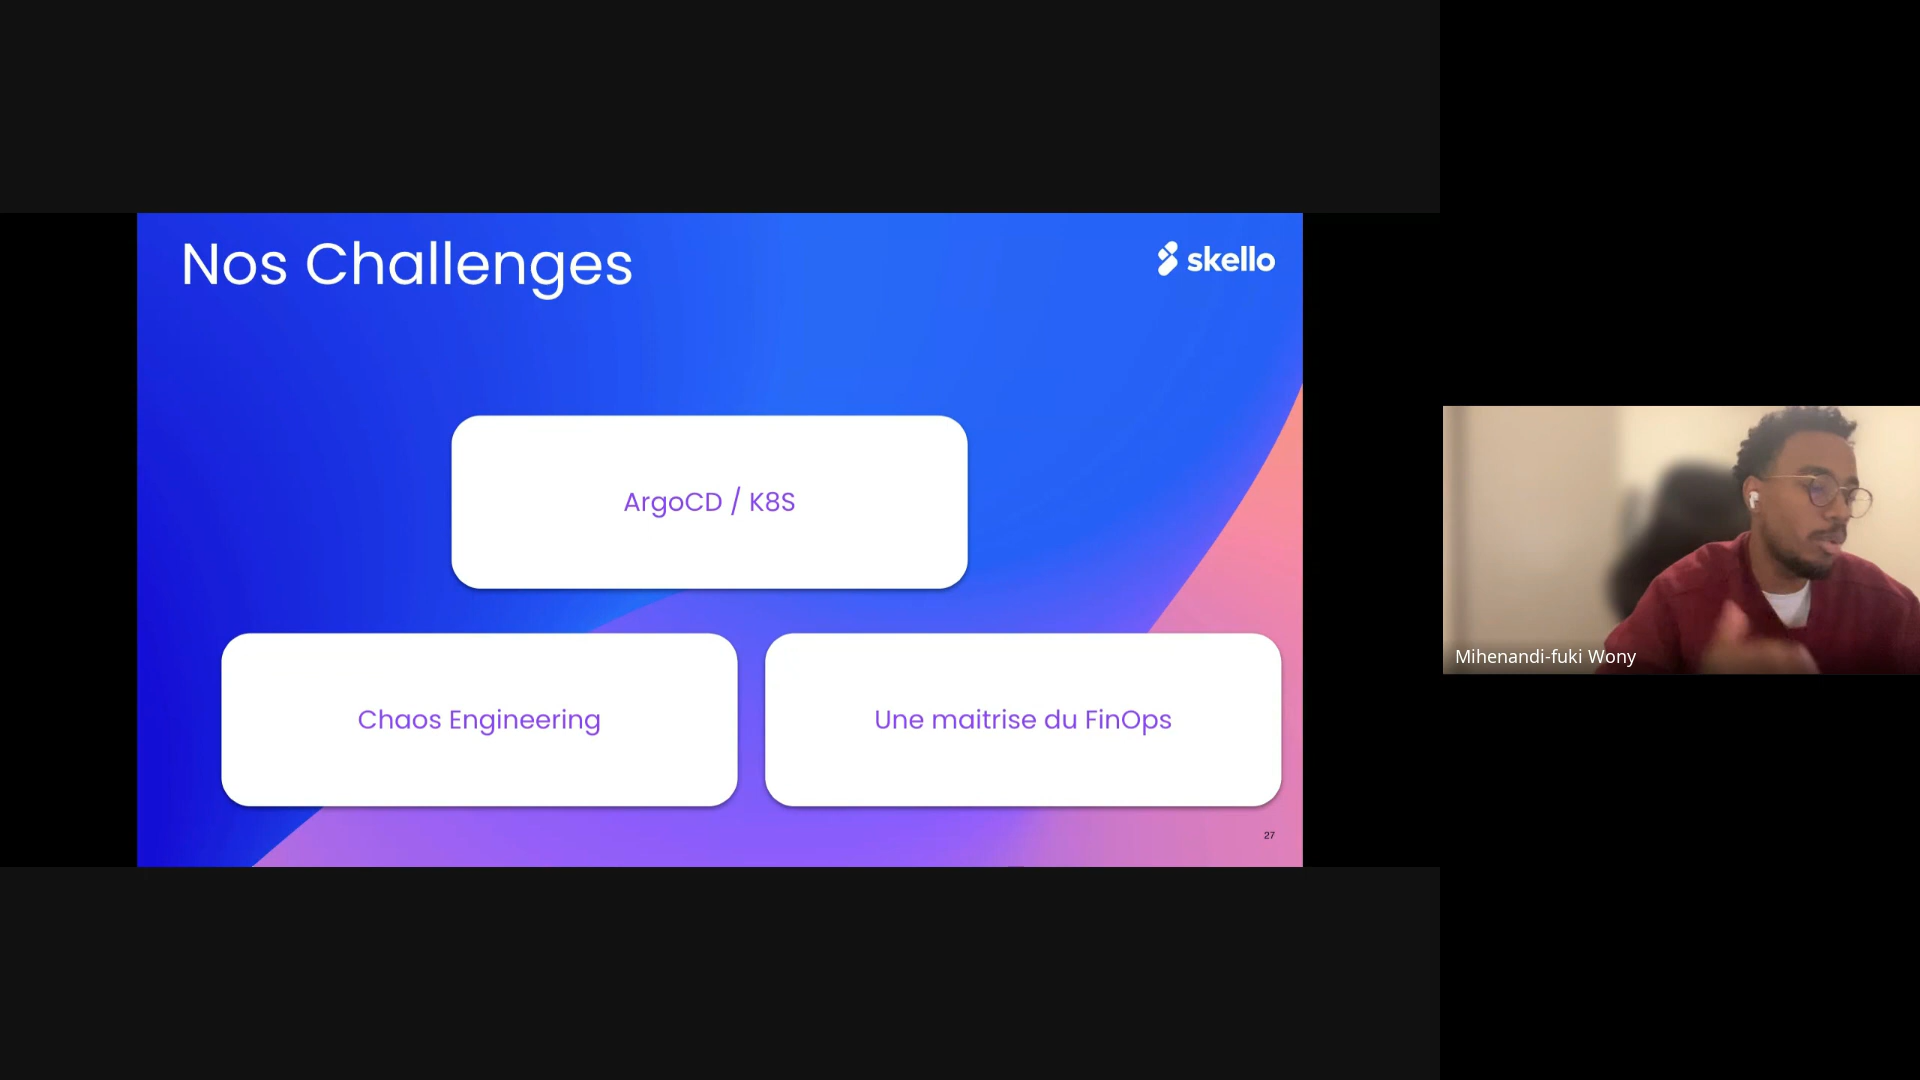 Nos Challenges
skello
ArgoCD / K8S
Chaos Engineering
Une maitrise du FinOps
27
Mihenandi-fuki Wony